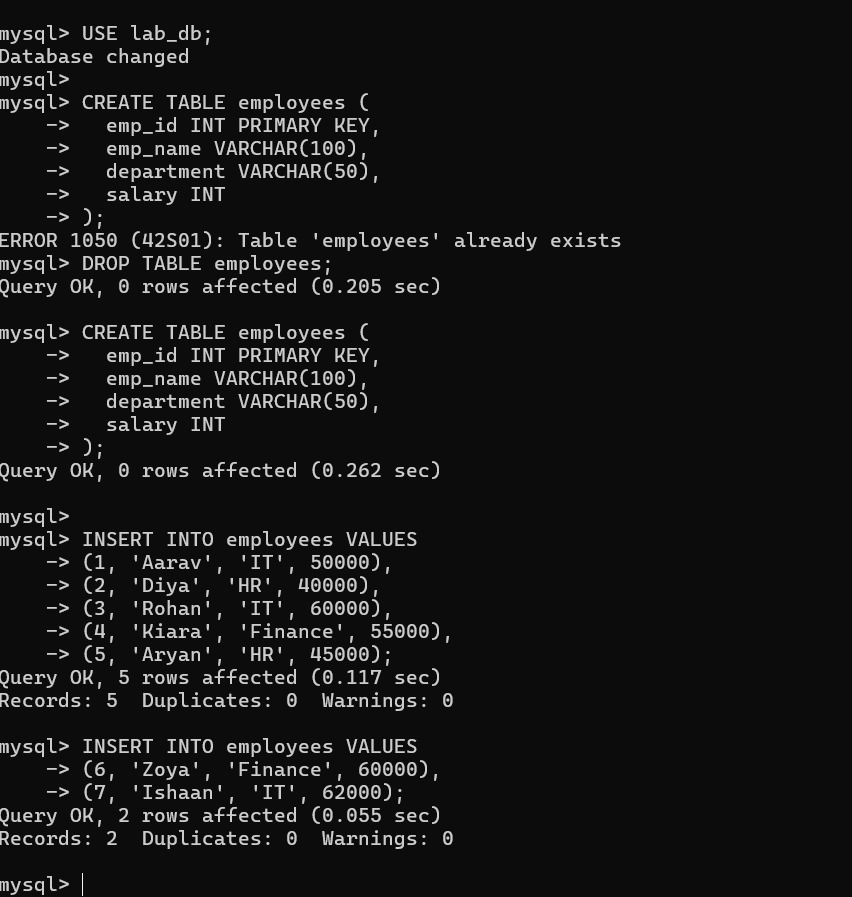 mysql> USE lab_db;
Database changed
mysql>
mysql> CREATE TABLE employees (
    ->   emp_id INT PRIMARY KEY,
    ->   emp_name VARCHAR(100),
    ->   department VARCHAR(50),
    ->   salary INT
    -> );
ERROR 1050 (42S01): Table 'employees' already exists
mysql> DROP TABLE employees;
Query OK, 0 rows affected (0.205 sec)

mysql> CREATE TABLE employees (
    ->   emp_id INT PRIMARY KEY,
    ->   emp_name VARCHAR(100),
    ->   department VARCHAR(50),
    ->   salary INT
    -> );
Query OK, 0 rows affected (0.262 sec)

mysql>
mysql> INSERT INTO employees VALUES
    -> (1, 'Aarav', 'IT', 50000),
    -> (2, 'Diya', 'HR', 40000),
    -> (3, 'Rohan', 'IT', 60000),
    -> (4, 'Kiara', 'Finance', 55000),
    -> (5, 'Aryan', 'HR', 45000);
Query OK, 5 rows affected (0.117 sec)
Records: 5  Duplicates: 0  Warnings: 0

mysql> INSERT INTO employees VALUES
    -> (6, 'Zoya', 'Finance', 60000),
    -> (7, 'Ishaan', 'IT', 62000);
Query OK, 2 rows affected (0.055 sec)
Records: 2  Duplicates: 0  Warnings: 0

mysql>